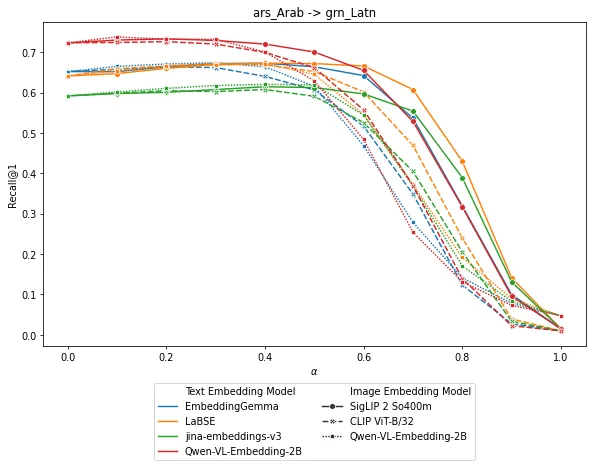 ars_Arab -> grn_Latn
Recall@1
0.7
0.6
0.5
0.4
0.3
0.2
0.1
0.0
0.0 0.2 0.4 0.6 0.8 1.0
α
Text Embedding Model
EmbeddingGemma
LaBSE
jina-embeddings-v3
Qwen-VL-Embedding-2B
Image Embedding Model
SigLIP 2 So400m
CLIP ViT-B/32
Qwen-VL-Embedding-2B